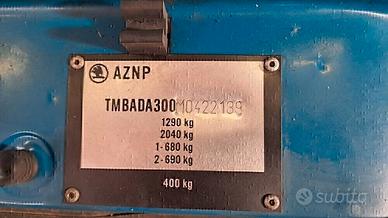 AZNP
TMBADA300M0422139
1290 kg
2040 kg
1- 680 kg
2- 690 kg
400 kg
subito